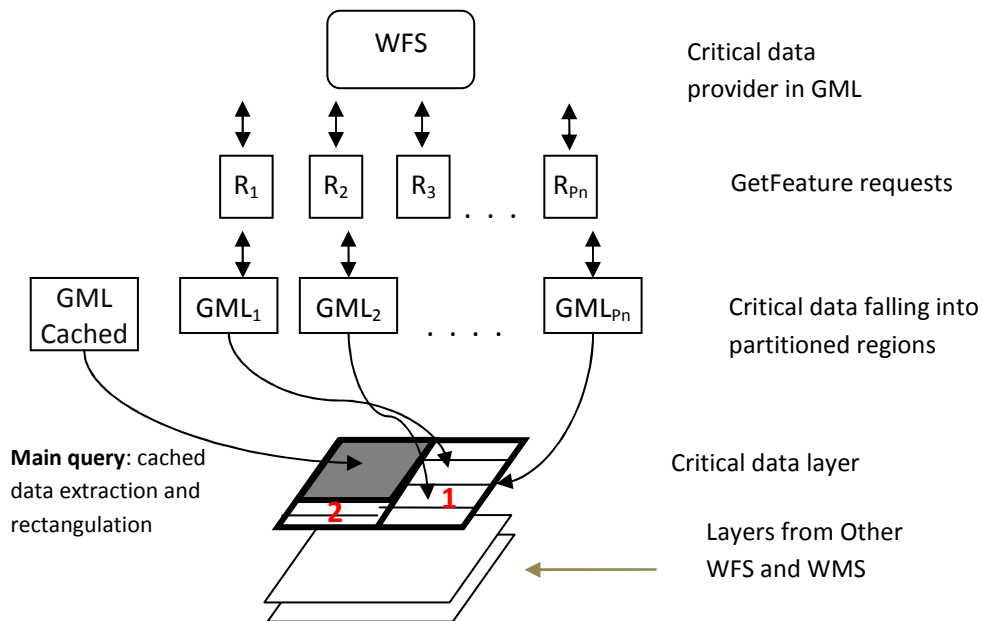 WFS
Critical data
provider in GML
R1 R2 R3 . . . RPn
GetFeature requests
GML
Cached
GML1 GML2 . . . . GMLPn
Critical data falling into
partitioned regions
Main query: cached
data extraction and
rectangulation
1
2
Critical data layer
Layers from Other
WFS and WMS